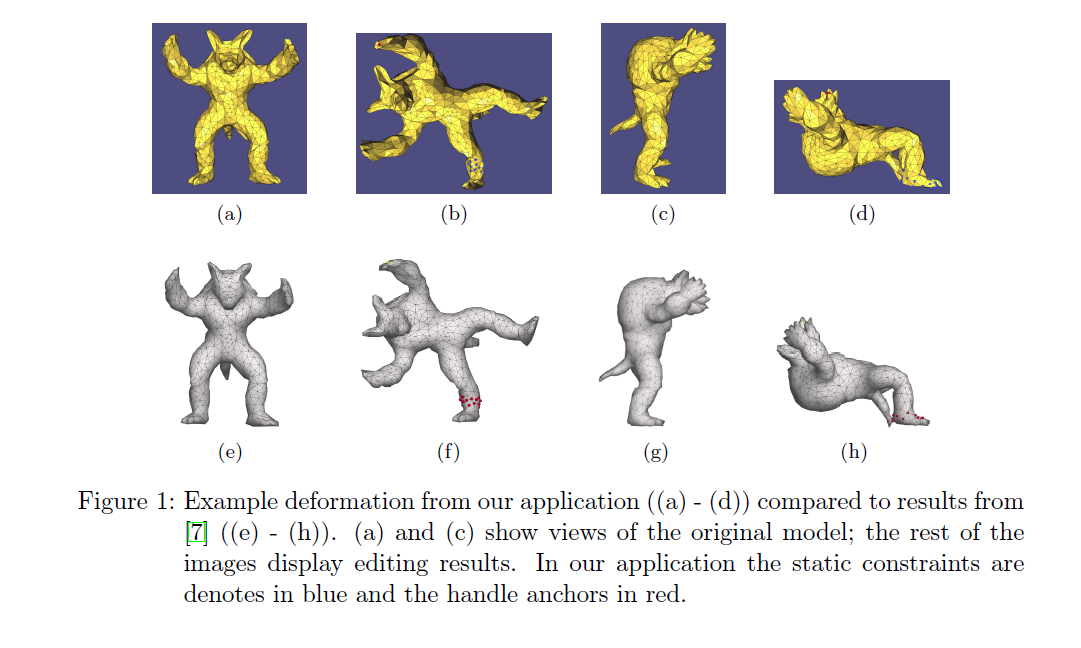 (a)
(b)
(c)
(d)
(e)
(f)
(g)
(h)
Figure 1: Example deformation from our application ((a) - (d)) compared to results from
[7] ((e) - (h)). (a) and (c) show views of the original model; the rest of the
images display editing results. In our application the static constraints are
denotes in blue and the handle anchors in red.